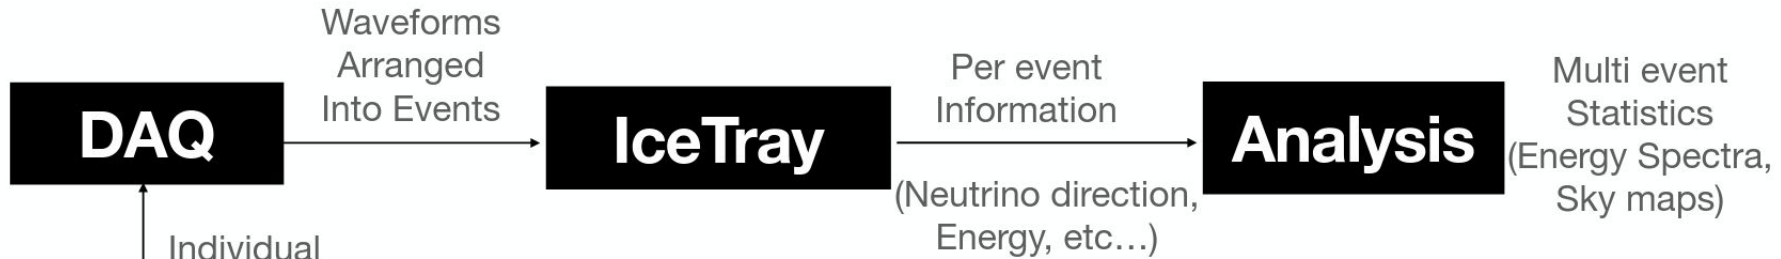 Waveforms
Arranged
Into Events
DAQ
IceTray
Per event
Information
(Neutrino direction,
Energy, etc...)
Analysis
Multi event
Statistics
(Energy Spectra,
Sky maps)
Individual